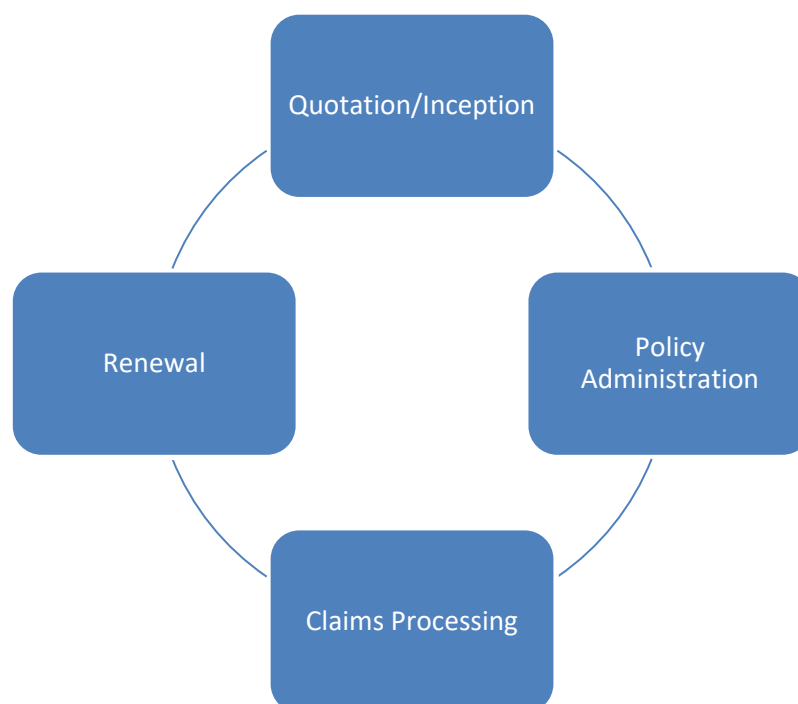 Quotation/Inception
Policy
Administration
Claims Processing
Renewal